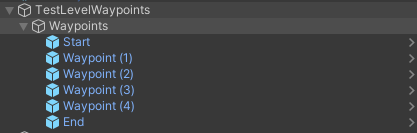 TestLevelWaypoints
Waypoints
Start
Waypoint (1)
Waypoint (2)
Waypoint (3)
Waypoint (4)
End